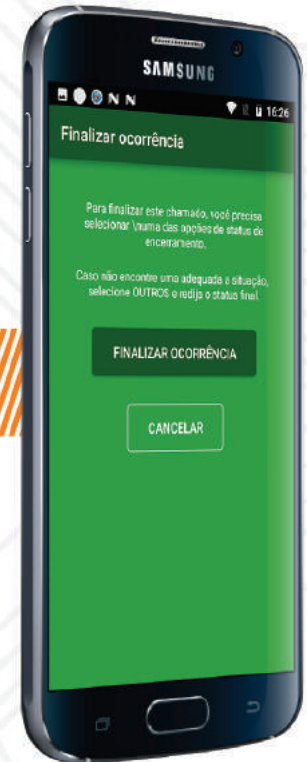 SAMSUNG
N N 16:26
Finalizar ocorrência
Para finalizar este chamado, você precisa
selecionar \numa das opções de status de
encerramento.
Caso não encontre uma adequada a situação,
selecione OUTROS e redija o status final.
FINALIZAR OCORRÊNCIA
CANCELAR